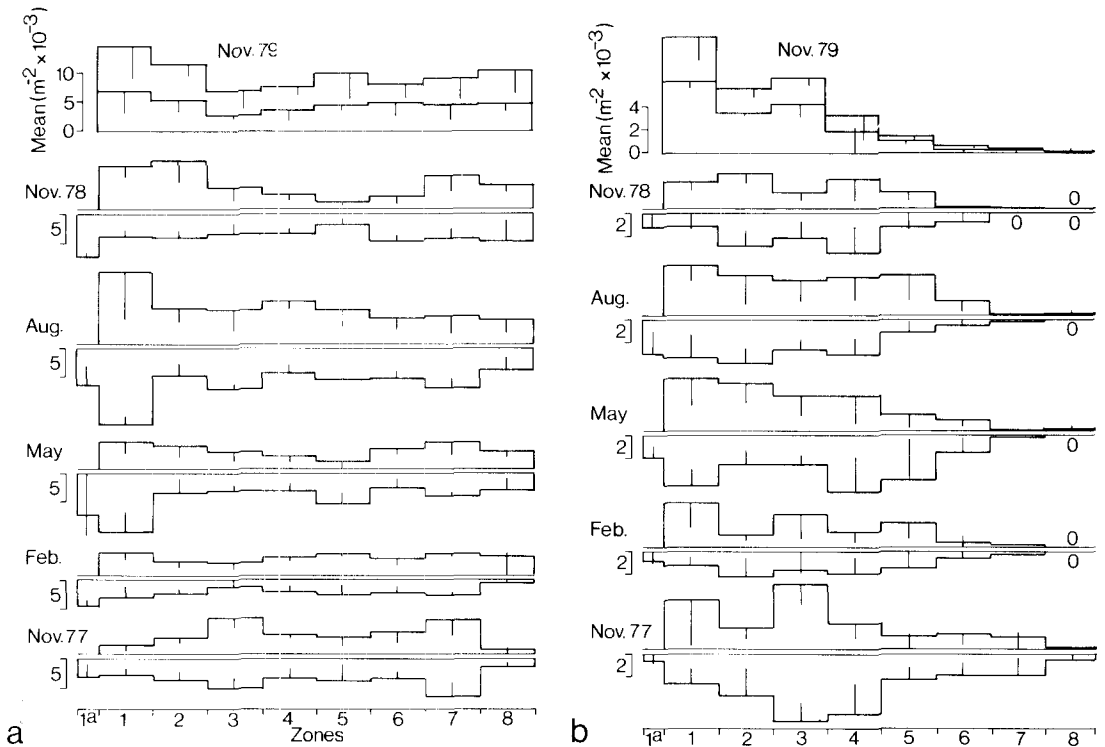 Nov. 79
Mean (m⁻² × 10⁻³)
10
5
0
Nov. 78
5
Aug.
5
May
5
Feb.
5
Nov. 77
5
1a 1 2 3 4 5 6 7 8
Zones
a
Nov. 79
Mean (m⁻² × 10⁻³)
4
2
0
Nov. 78
0
2
0 0
Aug.
2
0
May
2
0
Feb.
0
2
0
Nov. 77
2
1a 1 2 3 4 5 6 7 8
b